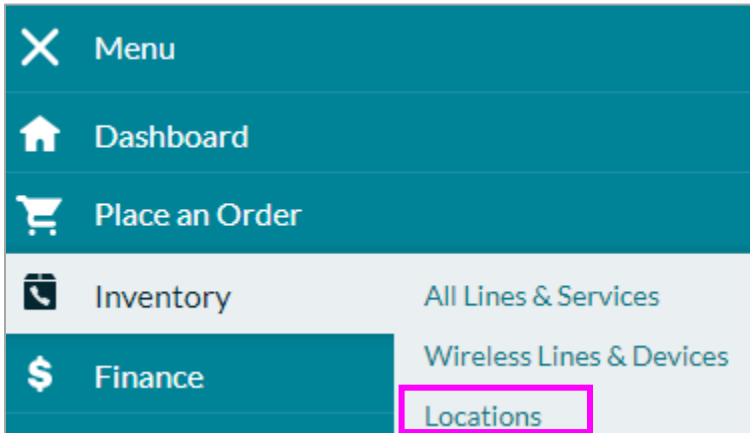 Menu
Dashboard
Place an Order
Inventory
All Lines & Services
Finance
Wireless Lines & Devices
Locations